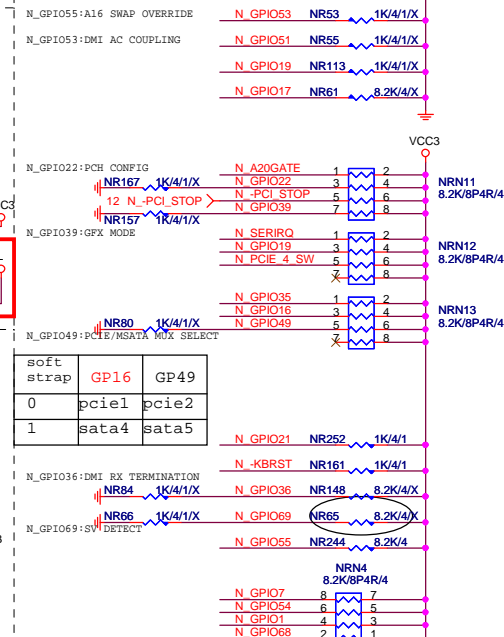 N_GPIO55:A16 SWAP OVERRIDE
N_GPIO53 NR53 1K/4/1/X
N_GPIO53:DMI AC COUPLING
N_GPIO51 NR55 1K/4/1/X
N_GPIO19 NR113 1K/4/1/X
N_GPIO17 NR61 8.2K/4/X
VCC3
N_GPIO22:PCH CONFIG
N_A20GATE 1 2
NR167 1K/4/1/X N_GPIO22 3 4 NRN11
12 N_-PCI_STOP N_-PCI_STOP 5 6 8.2K/8P4R/4
NR157 1K/4/1/X N_GPIO39 7 8
N_GPIO39:GFX MODE
N_SERIRQ 1 2
N_GPIO19 3 4 NRN12
N_PCIE_4_SW 5 6 8.2K/8P4R/4
7 8
N_GPIO35 1 2
N_GPIO16 3 4 NRN13
NR80 1K/4/1/X N_GPIO49 5 6 8.2K/8P4R/4
7 8
N_GPIO49:PCIE/MSATA MUX SELECT
soft strap GP16 GP49
0 pcie1 pcie2
1 sata4 sata5
N_GPIO21 NR252 1K/4/1
N_-KBRST NR161 1K/4/1
N_GPIO36:DMI RX TERMINATION
NR84 1K/4/1/X N_GPIO36 NR148 8.2K/4/X
NR66 1K/4/1/X N_GPIO69 NR65 8.2K/4/X
N_GPIO69:SV DETECT
N_GPIO55 NR244 8.2K/4
NRN4
8.2K/8P4R/4
N_GPIO7 8 7
N_GPIO54 6 5
N_GPIO1 4 3
N_GPIO68 2 1